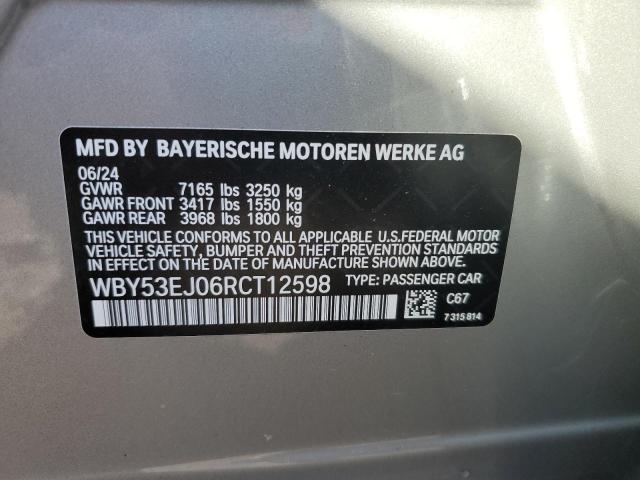 MFD BY BAYERISCHE MOTOREN WERKE AG
06/24
GVWR 7165 lbs 3250 kg
GAWR FRONT 3417 lbs 1550 kg
GAWR REAR 3968 lbs 1800 kg
THIS VEHICLE CONFORMS TO ALL APPLICABLE U.S.FEDERAL MOTOR
VEHICLE SAFETY, BUMPER AND THEFT PREVENTION STANDARDS
IN EFFECT ON THE DATE OF MANUFACTURE SHOWN ABOVE.
WBY53EJ06RCT12598 TYPE: PASSENGER CAR
C67
7 315 814